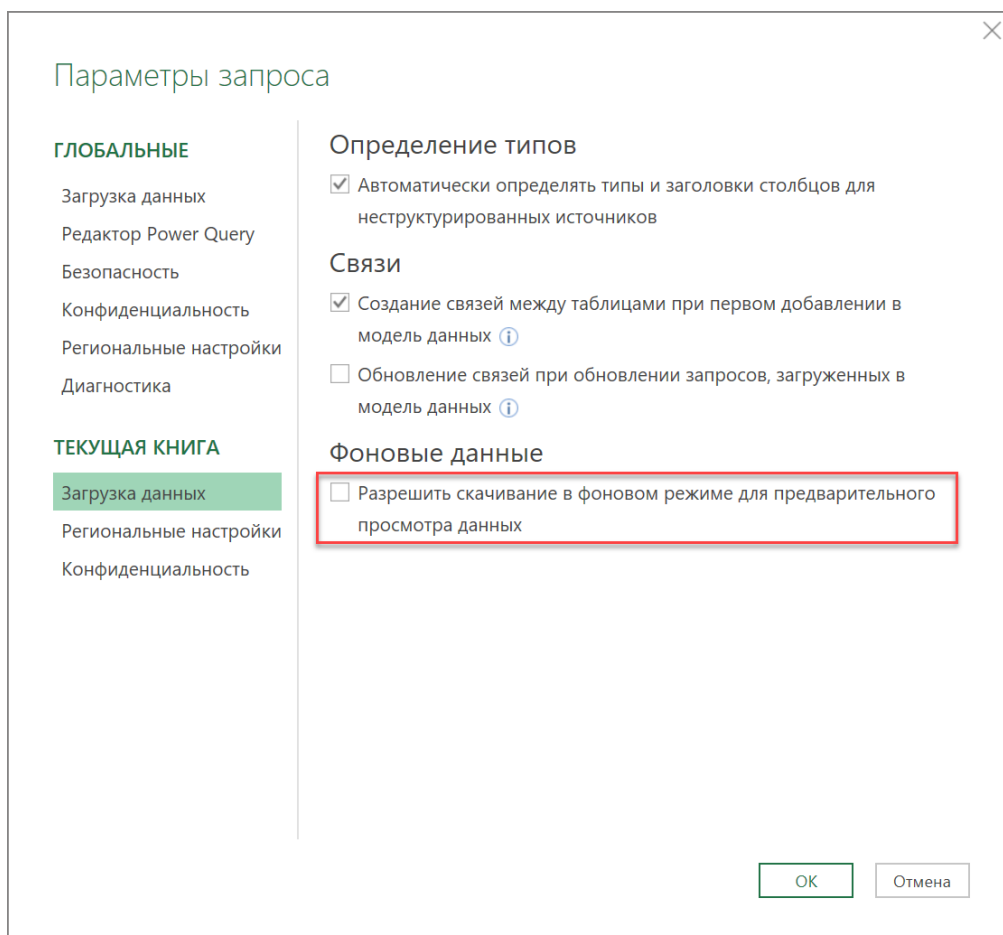 Параметры запроса
ГЛОБАЛЬНЫЕ
Загрузка данных
Редактор Power Query
Безопасность
Конфиденциальность
Региональные настройки
Диагностика
ТЕКУЩАЯ КНИГА
Загрузка данных
Региональные настройки
Конфиденциальность
Определение типов
Автоматически определять типы и заголовки столбцов для
неструктурированных источников
Связи
Создание связей между таблицами при первом добавлении в
модель данных
Обновление связей при обновлении запросов, загруженных в
модель данных
Фоновые данные
Разрешить скачивание в фоновом режиме для предварительного
просмотра данных
ОК
Отмена